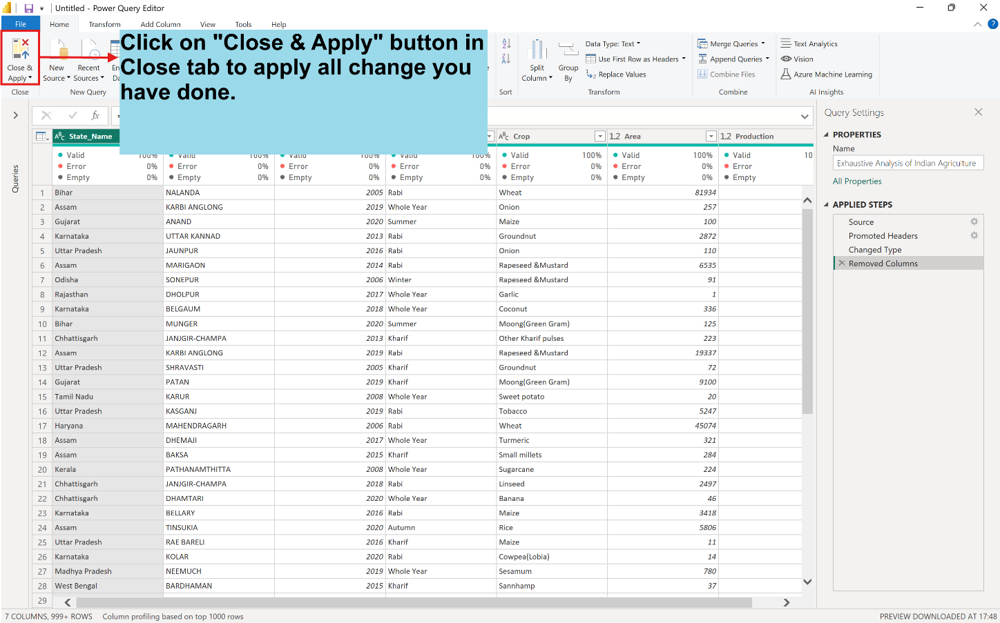 Untitled - Power Query Editor
File Home Transform Add Column View Tools Help
Close & Apply
New Source
Recent Sources
Close
New Query
Click on "Close & Apply" button in
Close tab to apply all change you
have done.
Sort
Split Column
Group By
Data Type: Text
Use First Row as Headers
Replace Values
Transform
Merge Queries
Append Queries
Combine Files
Combine
Text Analytics
Vision
Azure Machine Learning
AI Insights
fx
Queries
ABC State_Name ABC Crop 1.2 Area 1.2 Production
Valid 100% Valid 100% Valid 100% Valid 100% Valid 100% Valid 100% Valid 10
Error 0% Error 0% Error 0% Error 0% Error 0% Error 0% Error
Empty 0% Empty 0% Empty 0% Empty 0% Empty 0% Empty 0% Empty
1 Bihar NALANDA 2005 Rabi Wheat 81934
2 Assam KARBI ANGLONG 2019 Whole Year Onion 257
3 Gujarat ANAND 2020 Summer Maize 100
4 Karnataka UTTAR KANNAD 2013 Rabi Groundnut 2872
5 Uttar Pradesh JAUNPUR 2016 Rabi Onion 110
6 Assam MARIGAON 2014 Rabi Rapeseed &Mustard 6535
7 Odisha SONEPUR 2006 Winter Rapeseed &Mustard 91
8 Rajasthan DHOLPUR 2017 Whole Year Garlic 1
9 Karnataka BELGAUM 2018 Whole Year Coconut 336
10 Bihar MUNGER 2020 Summer Moong(Green Gram) 125
11 Chhattisgarh JANJGIR-CHAMPA 2013 Kharif Other Kharif pulses 223
12 Assam KARBI ANGLONG 2019 Rabi Rapeseed &Mustard 19337
13 Uttar Pradesh SHRAVASTI 2005 Kharif Groundnut 72
14 Gujarat PATAN 2019 Kharif Moong(Green Gram) 9100
15 Tamil Nadu KARUR 2008 Whole Year Sweet potato 20
16 Uttar Pradesh KASGANJ 2019 Rabi Tobacco 5247
17 Haryana MAHENDRAGARH 2006 Rabi Wheat 45074
18 Assam DHEMAJI 2017 Whole Year Turmeric 321
19 Assam BAKSA 2015 Kharif Small millets 284
20 Kerala PATHANAMTHITTA 2008 Whole Year Sugarcane 224
21 Chhattisgarh JANJGIR-CHAMPA 2018 Rabi Linseed 2497
22 Chhattisgarh DHAMTARI 2020 Whole Year Banana 46
23 Karnataka BELLARY 2016 Rabi Maize 3418
24 Assam TINSUKIA 2020 Autumn Rice 5806
25 Uttar Pradesh RAE BARELI 2016 Kharif Maize 11
26 Karnataka KOLAR 2020 Rabi Cowpea(Lobia) 14
27 Madhya Pradesh NEEMUCH 2019 Whole Year Sesamum 780
28 West Bengal BARDHAMAN 2015 Kharif Sannhamp 37
29
Query Settings
PROPERTIES
Name
Exhaustive Analysis of Indian Agriculture
All Properties
APPLIED STEPS
Source
Promoted Headers
Changed Type
Removed Columns
7 COLUMNS, 999+ ROWS Column profiling based on top 1000 rows
PREVIEW DOWNLOADED AT 17:48